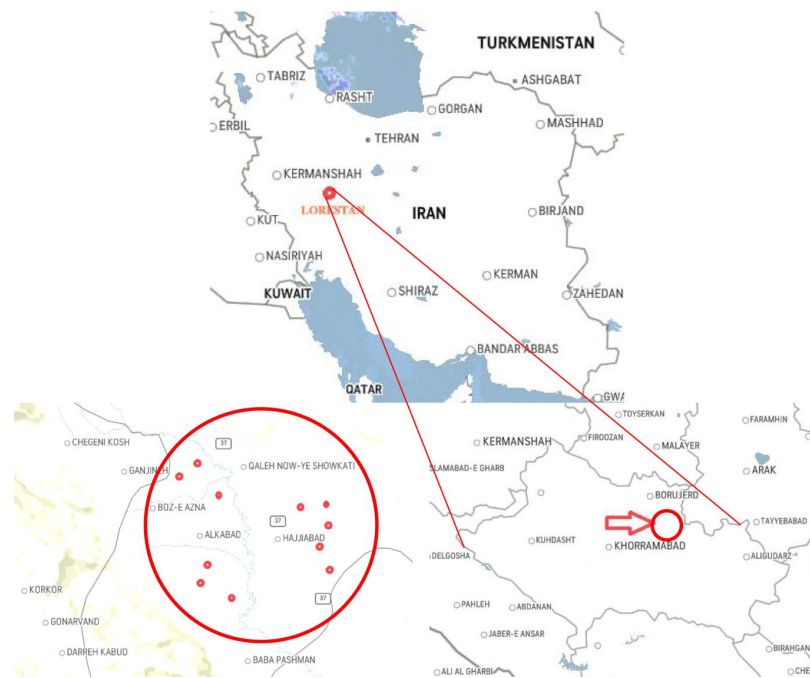 TURKMENISTAN
TABRIZ
ASHGABAT
RASHT
GORGAN
MASHHAD
ERBIL
TEHRAN
KERMANSHAH
LORESTAN
IRAN
BIRJAND
KUT
NASIRIYAH
KERMAN
KUWAIT
SHIRAZ
ZAHEDAN
BANDAR ABBAS
QATAR
GWA
CHEGENI KOSH
37
GANJINEH
QALEH NOW-YE SHOWKATI
BOZ-E AZNA
37
ALKABAD
HAJJIABAD
KORKOR
37
GONARVAND
DARREH KABUD
BABA PASHMAN
TOYSERKAN
FARAMHIN
KERMANSHAH
FIROOZAN
MALAYER
SLAMABAD-E GHARB
ARAK
BORUJERD
TAYYEBABAD
KUHDASHT
KHORRAMABAD
DELGOSHA
ALIGUDARZ
PAHLEH
ABDANAN
JABER-E ANSAR
BIRAHGAN
ALI AL GHARBI
CHE